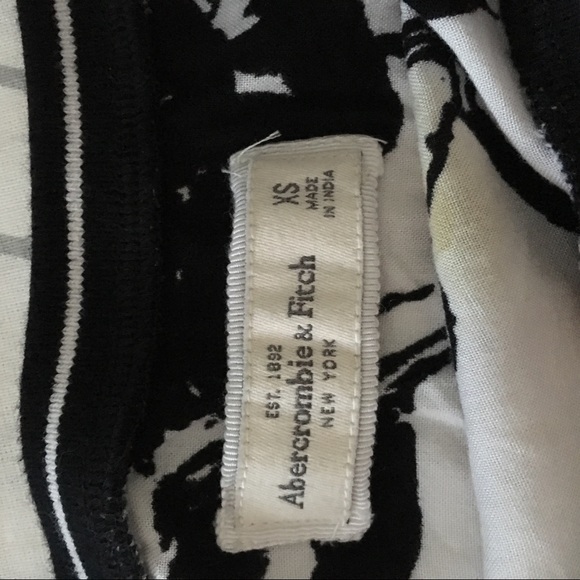 EST. 1892
Abercrombie & Fitch
NEW YORK
XS
MADE
IN INDIA